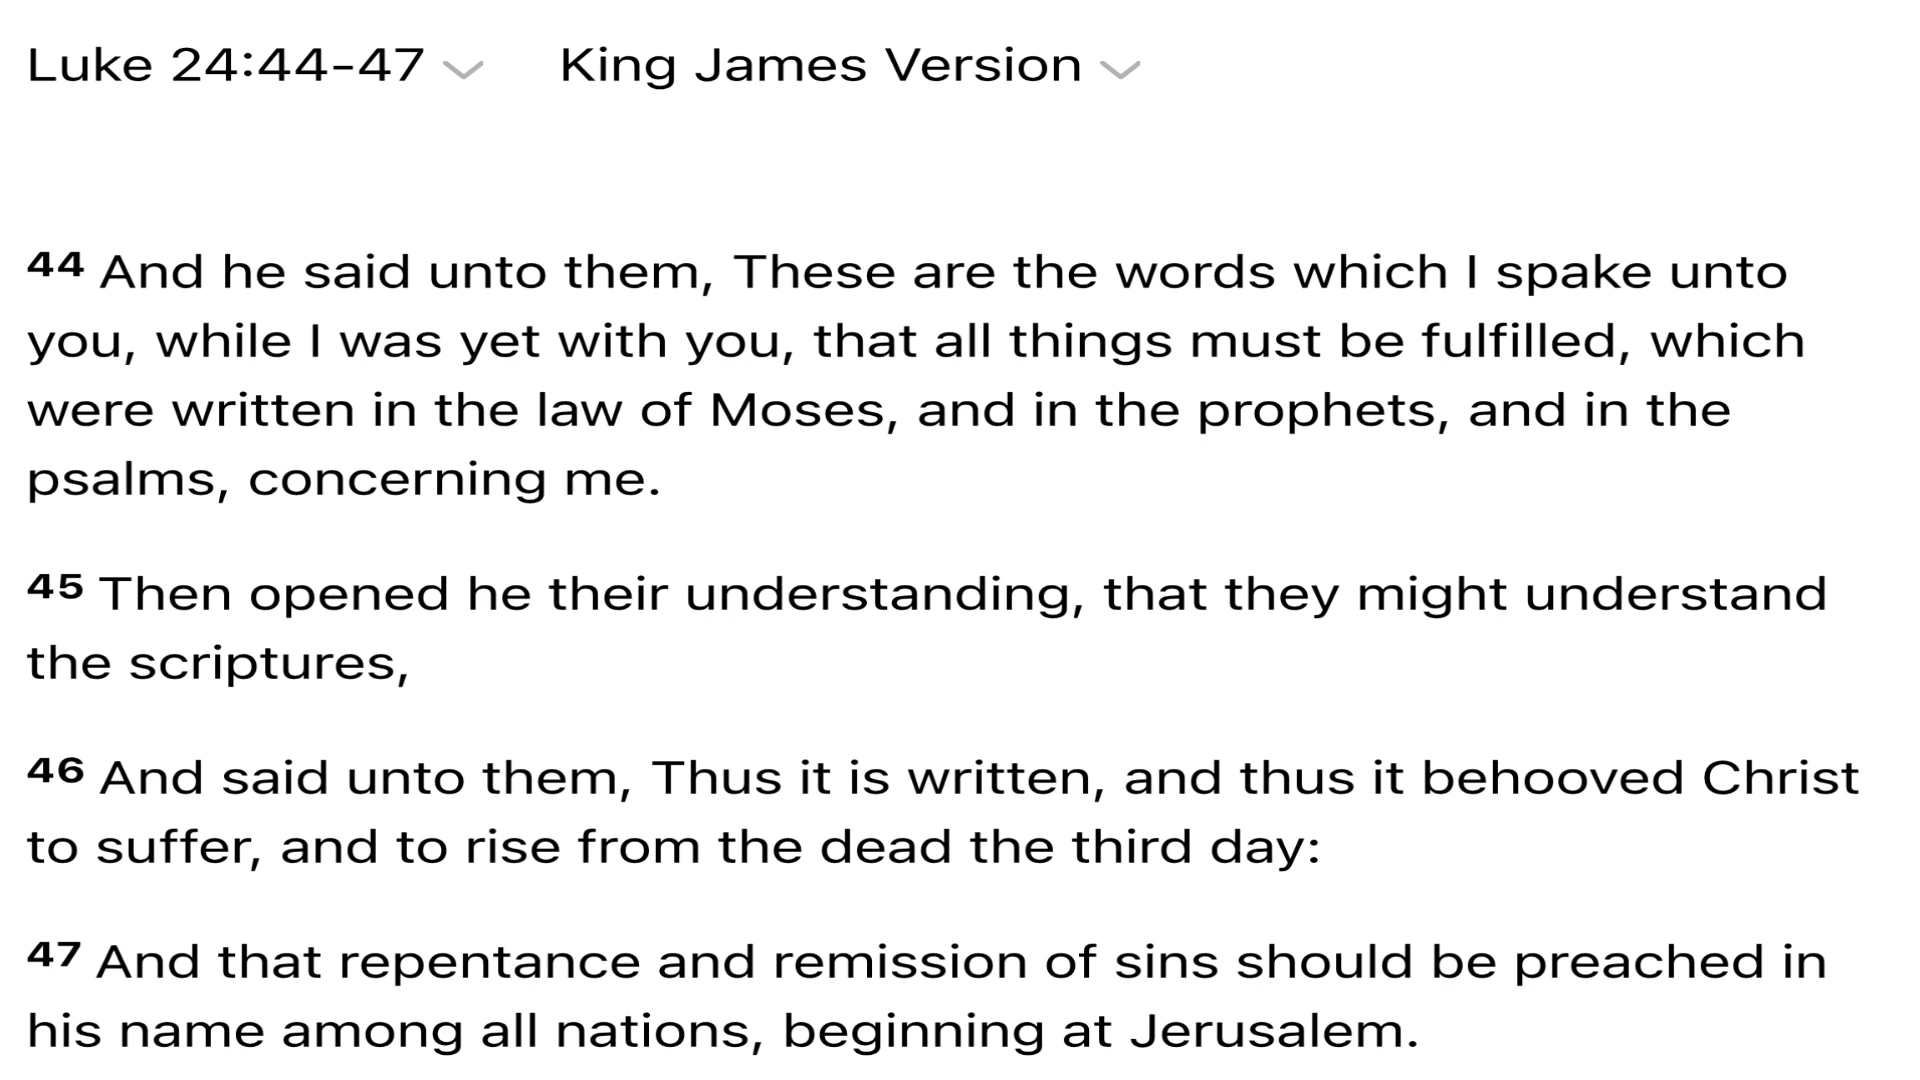 Luke 24:44-47 King James Version
44 And he said unto them, These are the words which I spake unto
you, while I was yet with you, that all things must be fulfilled, which
were written in the law of Moses, and in the prophets, and in the
psalms, concerning me.
45 Then opened he their understanding, that they might understand
the scriptures,
46 And said unto them, Thus it is written, and thus it behooved Christ
to suffer, and to rise from the dead the third day:
47 And that repentance and remission of sins should be preached in
his name among all nations, beginning at Jerusalem.